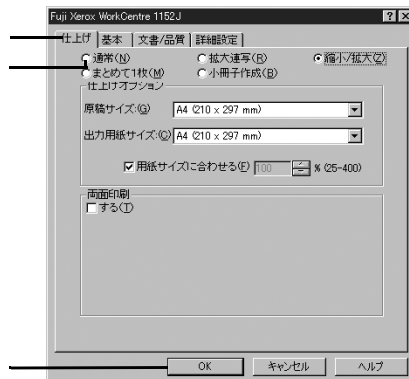 Fuji Xerox WorkCentre 1152J
仕上げ 基本 文書/品質 詳細設定
通常(N) 拡大連写(R) 縮小/拡大(Z)
まとめて1枚(M) 小冊子作成(B)
仕上げオプション
原稿サイズ:(G) A4 (210 x 297 mm)
出力用紙サイズ:(C) A4 (210 x 297 mm)
用紙サイズに合わせる(F) 100 % (25-400)
両面印刷
する(T)
OK キャンセル ヘルプ